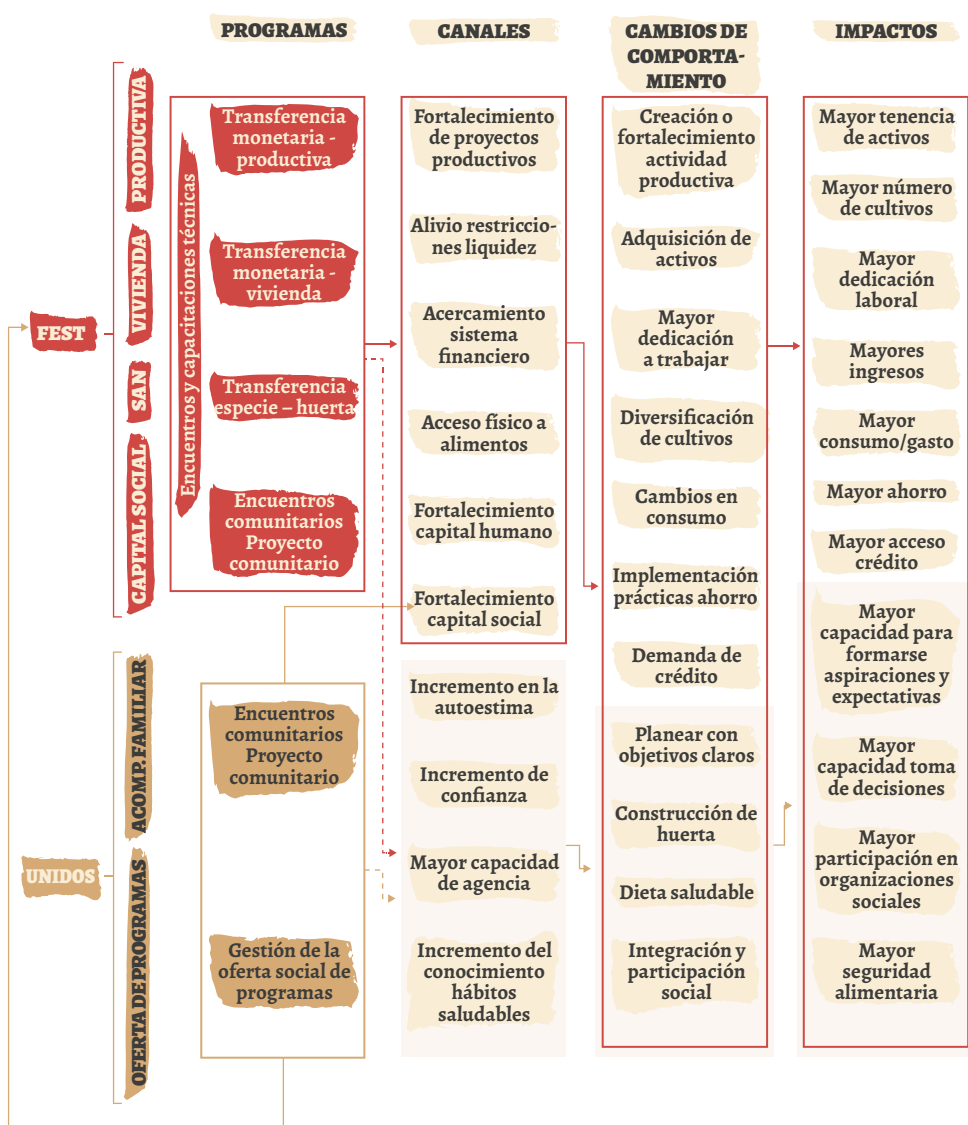 PROGRAMAS
CANALES
CAMBIOS DE
COMPORTA-
MIENTO
IMPACTOS
FEST
PRODUCTIVA
VIVIENDA
SAN
CAPITAL SOCIAL
Encuentros y capacitaciones técnicas
Transferencia
monetaria -
productiva
Transferencia
monetaria -
vivienda
Transferencia
especie – huerta
Encuentros
comunitarios
Proyecto
comunitario
UNIDOS
ACOMP. FAMILIAR
OFERTA DE PROGRAMAS
Encuentros
comunitarios
Proyecto
comunitario
Gestión de la
oferta social de
programas
Fortalecimiento
de proyectos
productivos
Alivio restriccio-
nes liquidez
Acercamiento
sistema
financiero
Acceso físico a
alimentos
Fortalecimiento
capital humano
Fortalecimiento
capital social
Incremento en la
autoestima
Incremento de
confianza
Mayor capacidad
de agencia
Incremento del
conocimiento
hábitos
saludables
Creación o
fortalecimiento
actividad
productiva
Adquisición de
activos
Mayor
dedicación
a trabajar
Diversificación
de cultivos
Cambios en
consumo
Implementación
prácticas ahorro
Demanda de
crédito
Planear con
objetivos claros
Construcción de
huerta
Dieta saludable
Integración y
participación
social
Mayor tenencia
de activos
Mayor número
de cultivos
Mayor
dedicación
laboral
Mayores
ingresos
Mayor
consumo/gasto
Mayor ahorro
Mayor acceso
crédito
Mayor
capacidad para
formarse
aspiraciones y
expectativas
Mayor
capacidad toma
de decisiones
Mayor
participación en
organizaciones
sociales
Mayor
seguridad
alimentaria